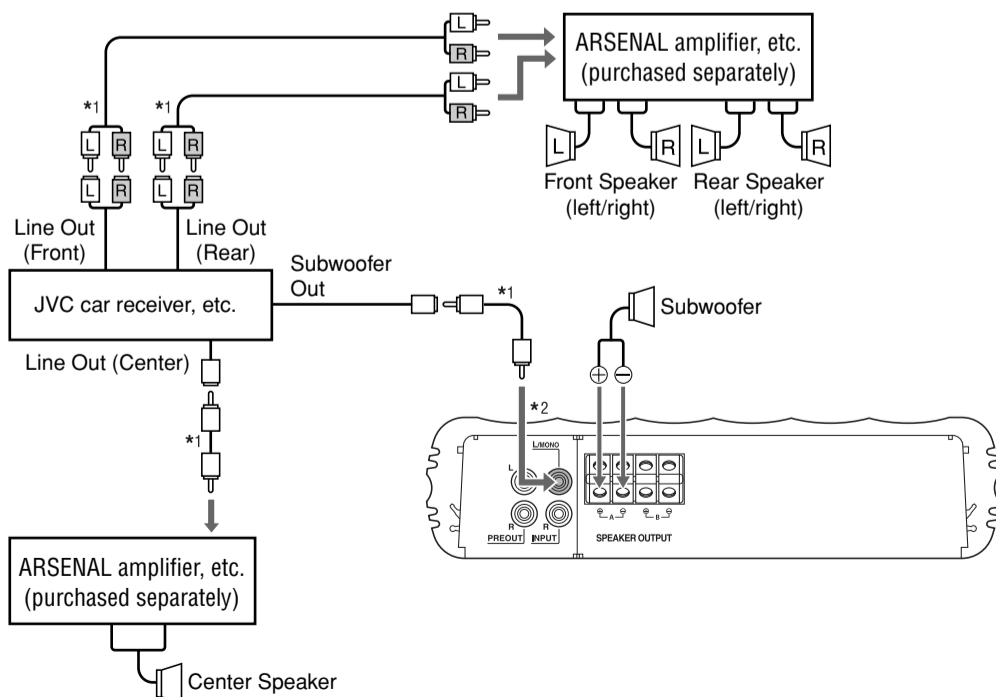 L
R
L
R
ARSENAL amplifier, etc.
(purchased separately)
*1 *1
L R L R
L R L R
L R L R
Front Speaker
(left/right)
Rear Speaker
(left/right)
Line Out
(Front)
Line Out
(Rear)
Subwoofer
Out
JVC car receiver, etc.
*1
Subwoofer
Line Out (Center)
+ −
*2
*1
L/MONO
L
R R
PREOUT INPUT
⊕ A ⊖ ⊕ B ⊖
SPEAKER OUTPUT
ARSENAL amplifier, etc.
(purchased separately)
Center Speaker